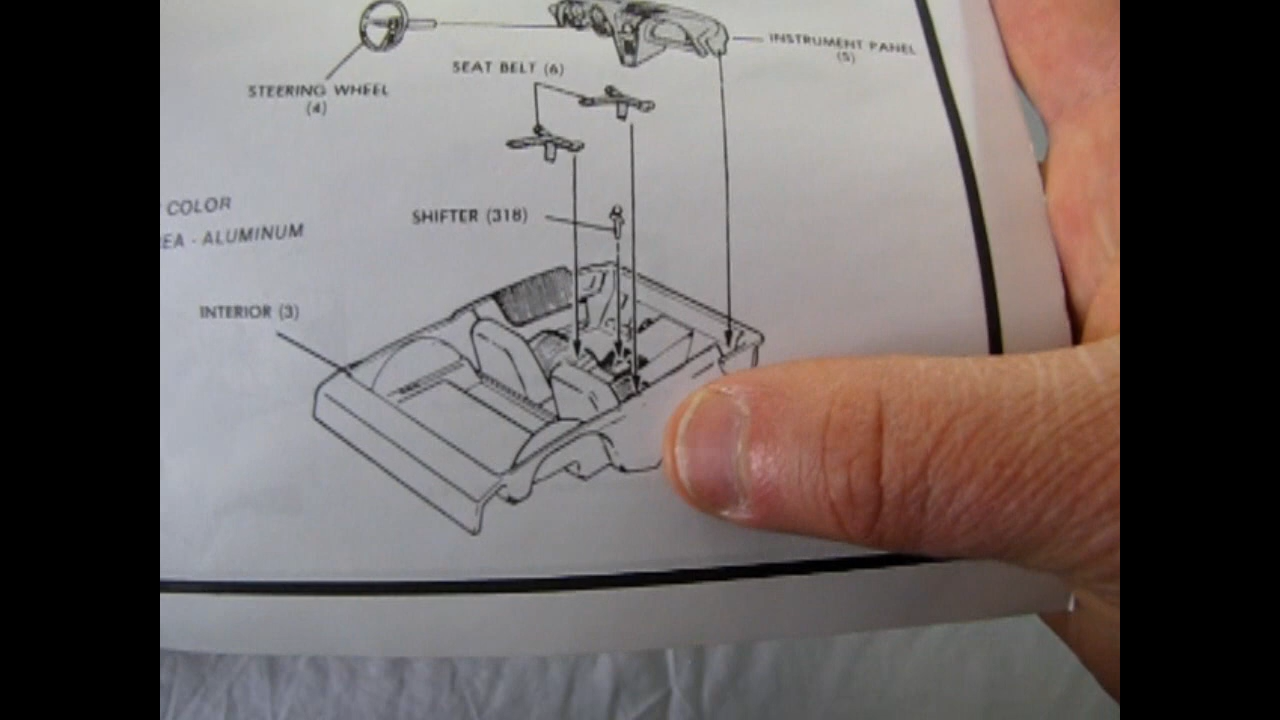 INSTRUMENT PANEL
(5)
SEAT BELT (6)
STEERING WHEEL
(4)
COLOR
SHIFTER (318)
EA - ALUMINUM
INTERIOR (3)